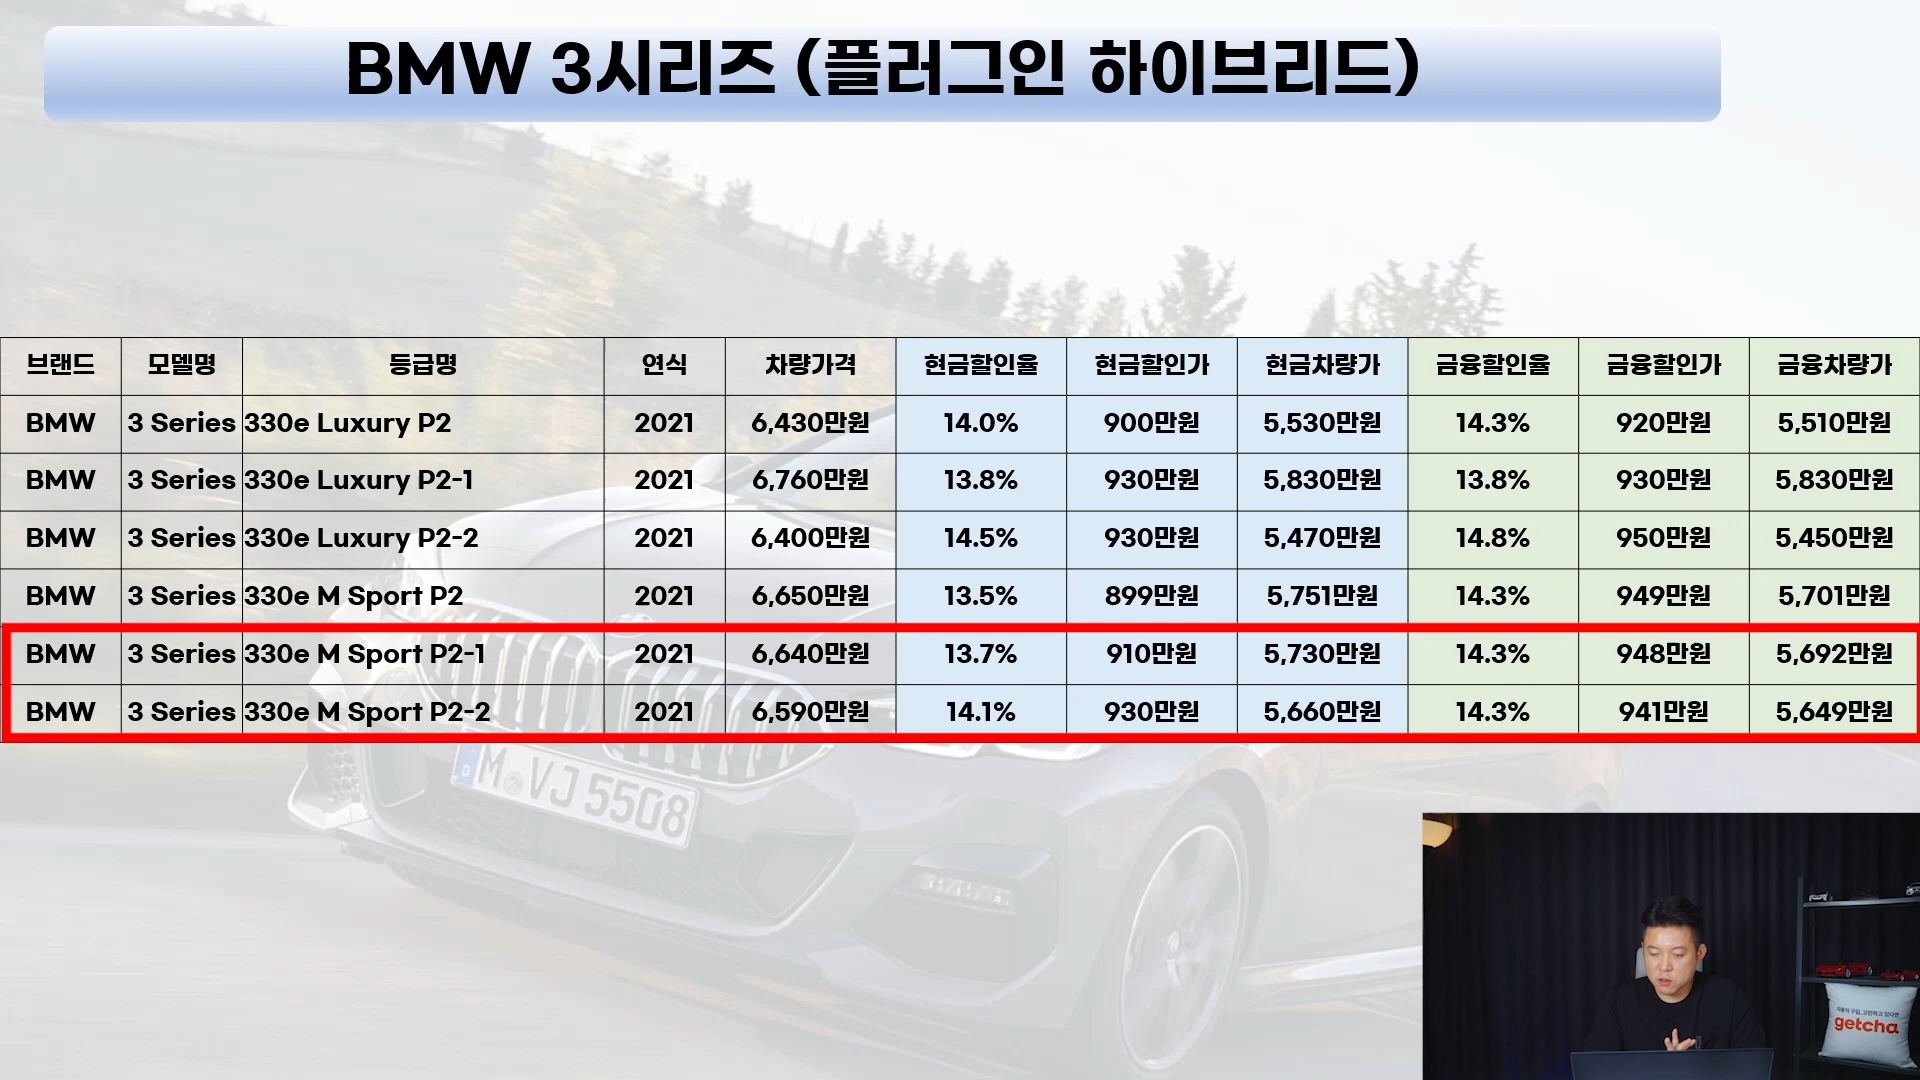 BMW 3시리즈 (플러그인 하이브리드)
브랜드 모델명 등급명 연식 차량가격 현금할인율 현금할인가 현금차량가 금융할인율 금융할인가 금융차량가
BMW 3 Series 330e Luxury P2 2021 6,430만원 14.0% 900만원 5,530만원 14.3% 920만원 5,510만원
BMW 3 Series 330e Luxury P2-1 2021 6,760만원 13.8% 930만원 5,830만원 13.8% 930만원 5,830만원
BMW 3 Series 330e Luxury P2-2 2021 6,400만원 14.5% 930만원 5,470만원 14.8% 950만원 5,450만원
BMW 3 Series 330e M Sport P2 2021 6,650만원 13.5% 899만원 5,751만원 14.3% 949만원 5,701만원
BMW 3 Series 330e M Sport P2-1 2021 6,640만원 13.7% 910만원 5,730만원 14.3% 948만원 5,692만원
BMW 3 Series 330e M Sport P2-2 2021 6,590만원 14.1% 930만원 5,660만원 14.3% 941만원 5,649만원
D M VJ 5508
자동차 구입, 고민하고 있다면
getcha